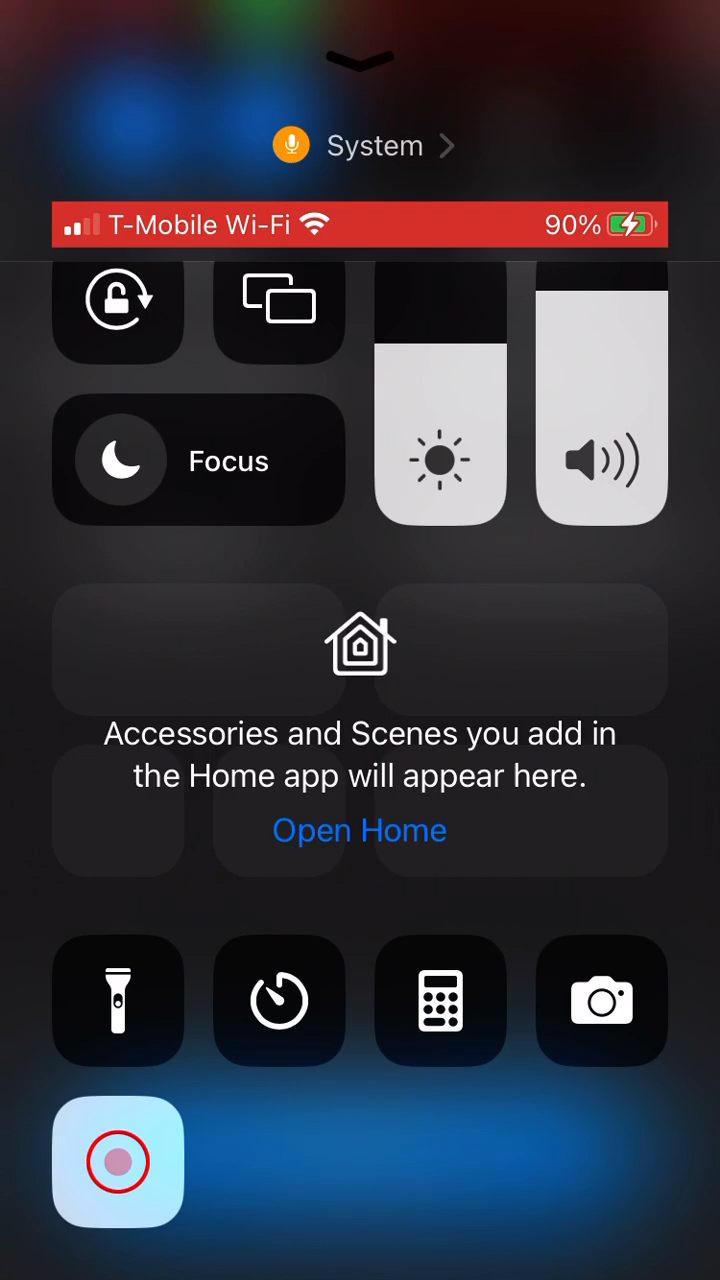 System
T-Mobile Wi-Fi 90%
Focus
Accessories and Scenes you add in
the Home app will appear here.
Open Home